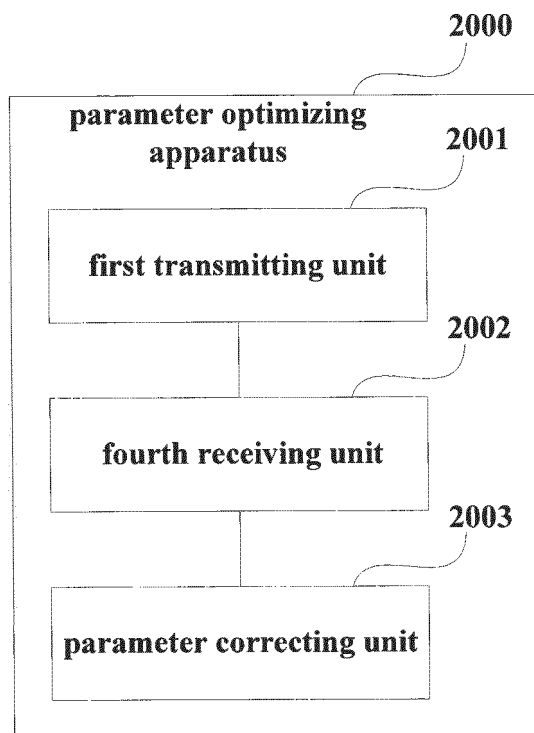 2000
parameter optimizing
apparatus
2001
first transmitting unit
2002
fourth receiving unit
2003
parameter correcting unit